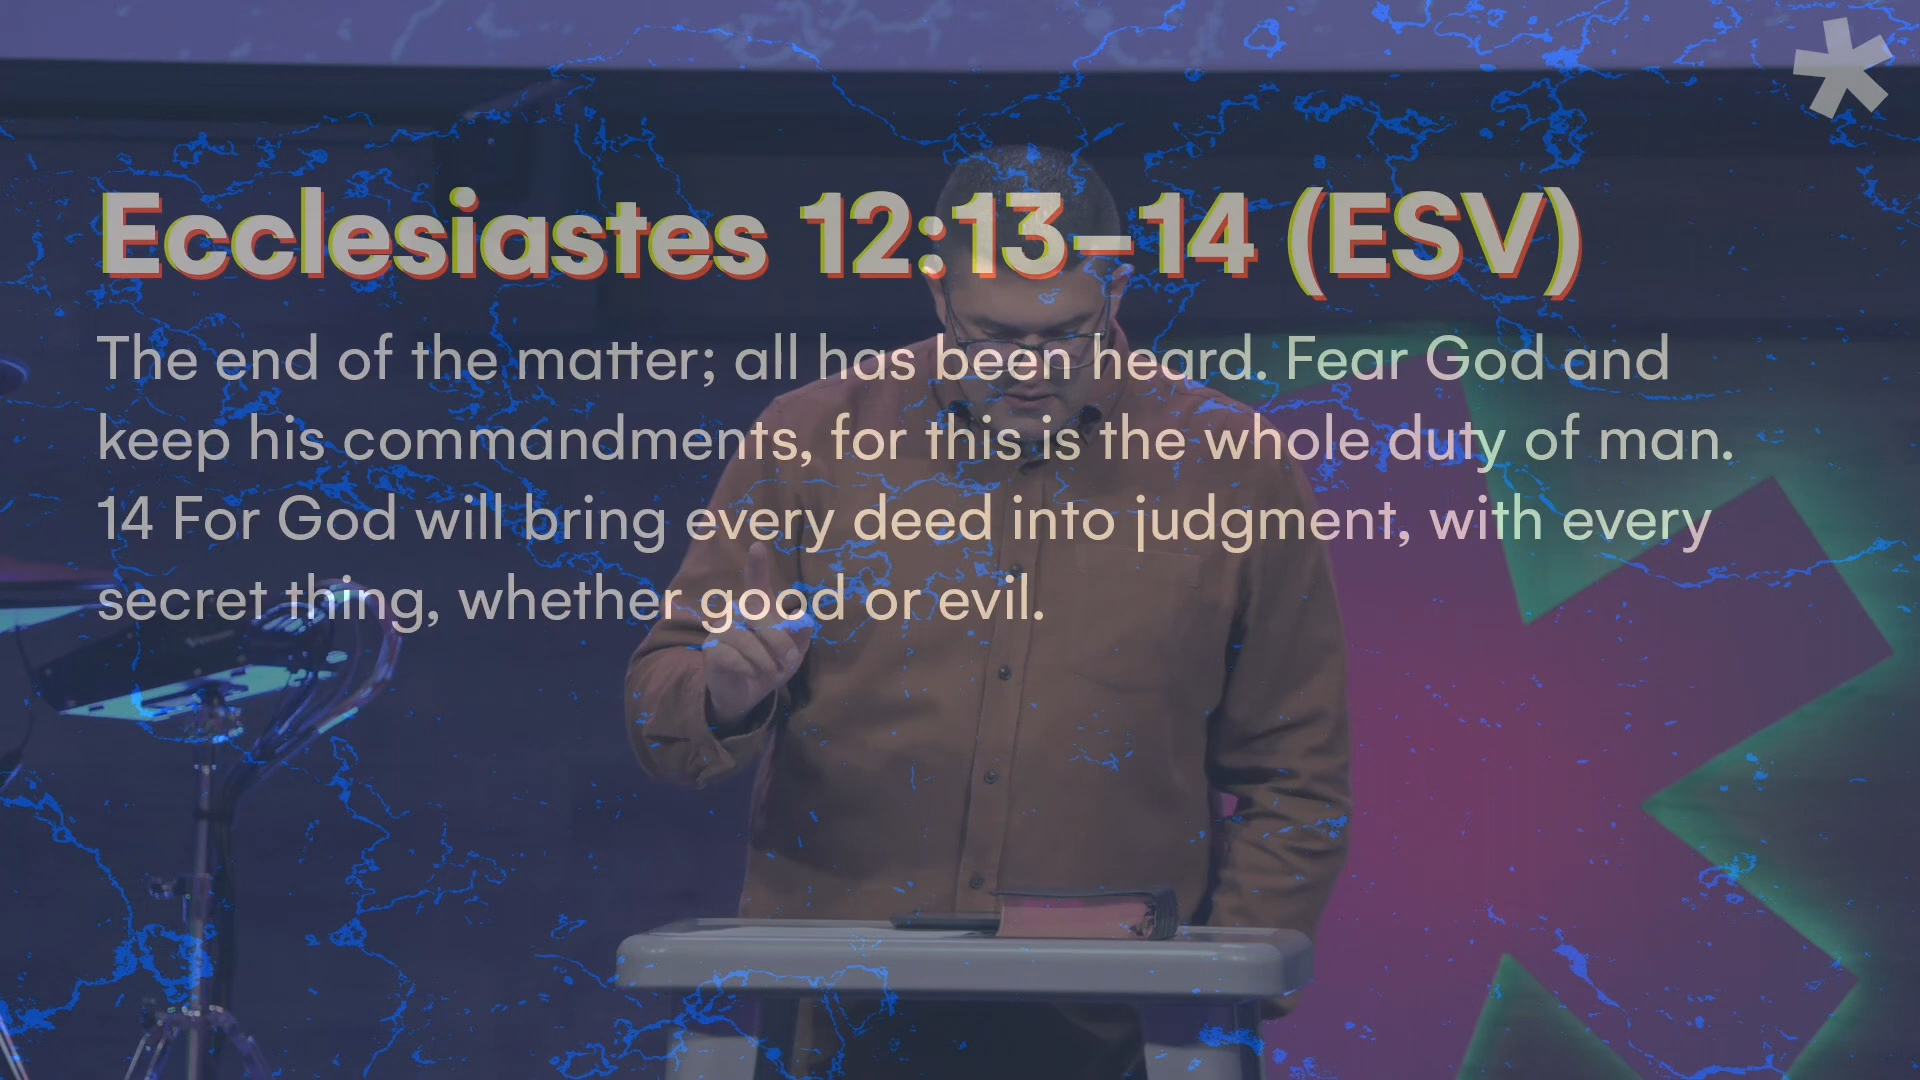 Ecclesiastes 12:13–14 (ESV)
The end of the matter; all has been heard. Fear God and
keep his commandments, for this is the whole duty of man.
14 For God will bring every deed into judgment, with every
secret thing, whether good or evil.